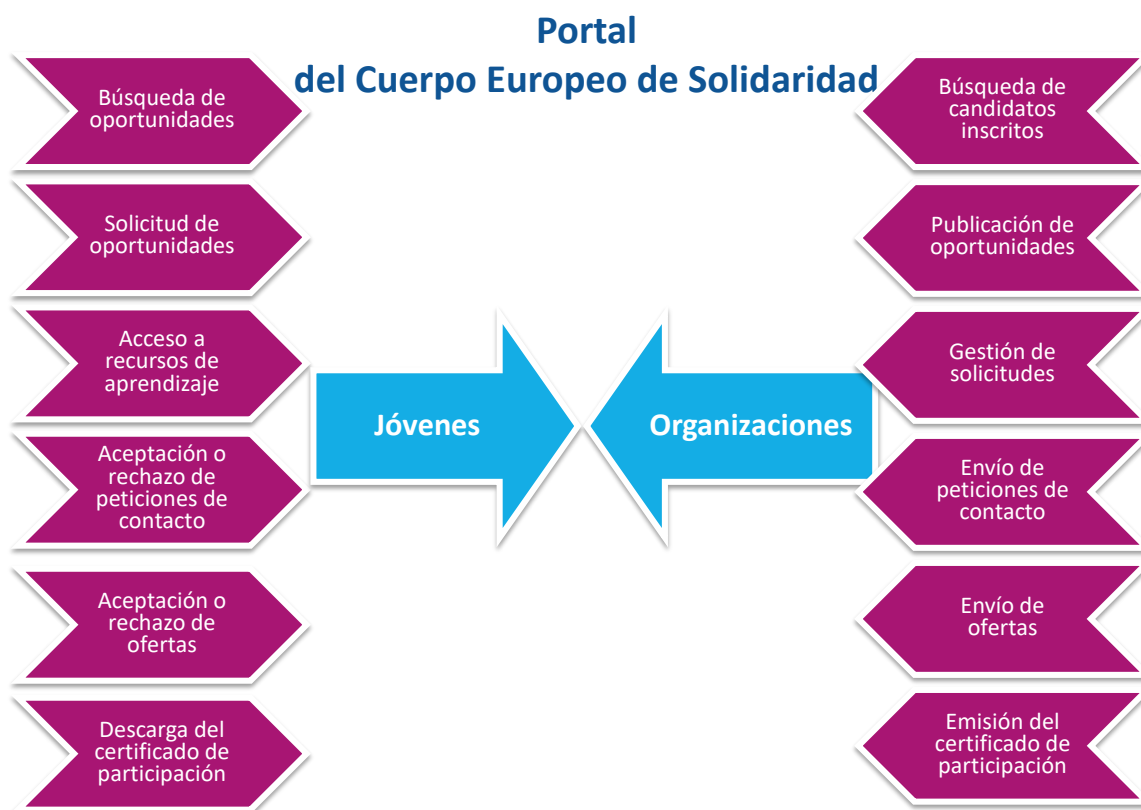 Portal
del Cuerpo Europeo de Solidaridad
Búsqueda de
oportunidades
Solicitud de
oportunidades
Acceso a
recursos de
aprendizaje
Aceptación o
rechazo de
peticiones de
contacto
Aceptación o
rechazo de
ofertas
Descarga del
certificado de
participación
Jóvenes
Organizaciones
Búsqueda de
candidatos
inscritos
Publicación de
oportunidades
Gestión de
solicitudes
Envío de
peticiones de
contacto
Envío de
ofertas
Emisión del
certificado de
participación